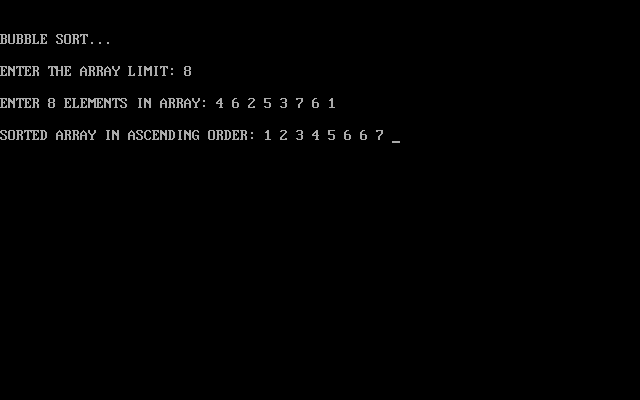 BUBBLE SORT...
ENTER THE ARRAY LIMIT: 8
ENTER 8 ELEMENTS IN ARRAY: 4 6 2 5 3 7 6 1
SORTED ARRAY IN ASCENDING ORDER: 1 2 3 4 5 6 6 7 _